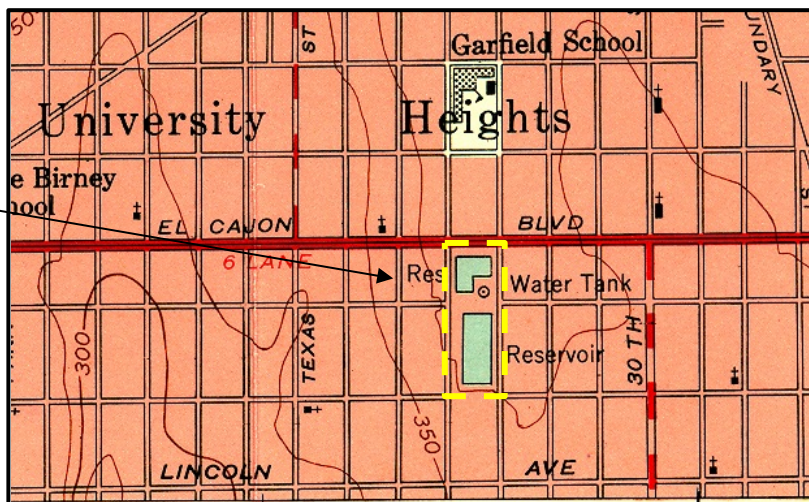 ST
Garfield School
UNDARY
University Heights
e Birney
hool
EL CAJON BLVD
6 LANE
Res
Water Tank
Reservoir
TEXAS
30 TH
300
350
LINCOLN AVE